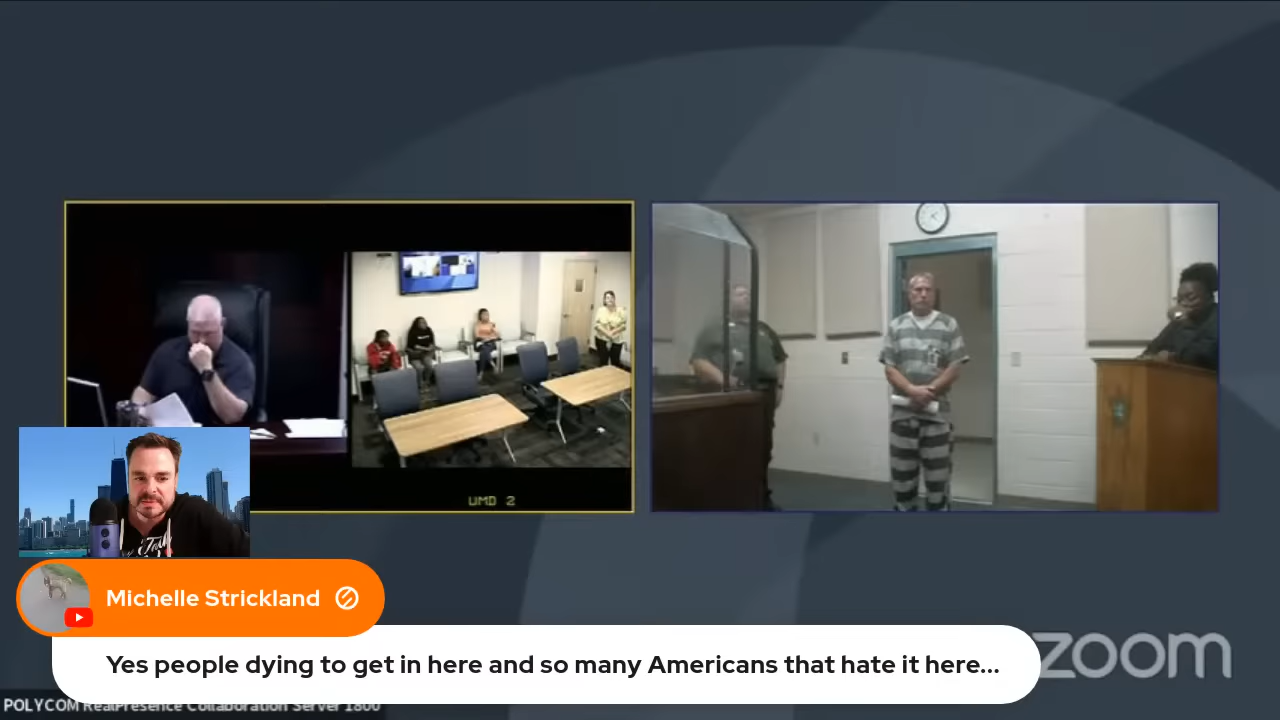 UMD 2
Michelle Strickland
Yes people dying to get in here and so many Americans that hate it here...
zoom
POLYCOM RealPresence Collaboration Server 1800